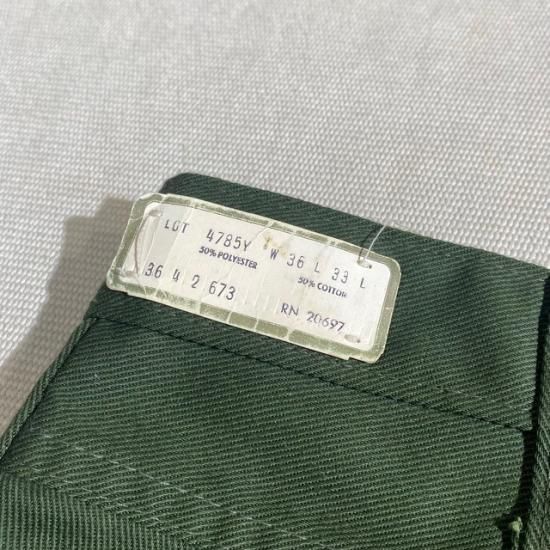 LOT 4785Y W 36 L 33 L
50% POLYESTER 50% COTTON
36 4 2 673 RN 20697